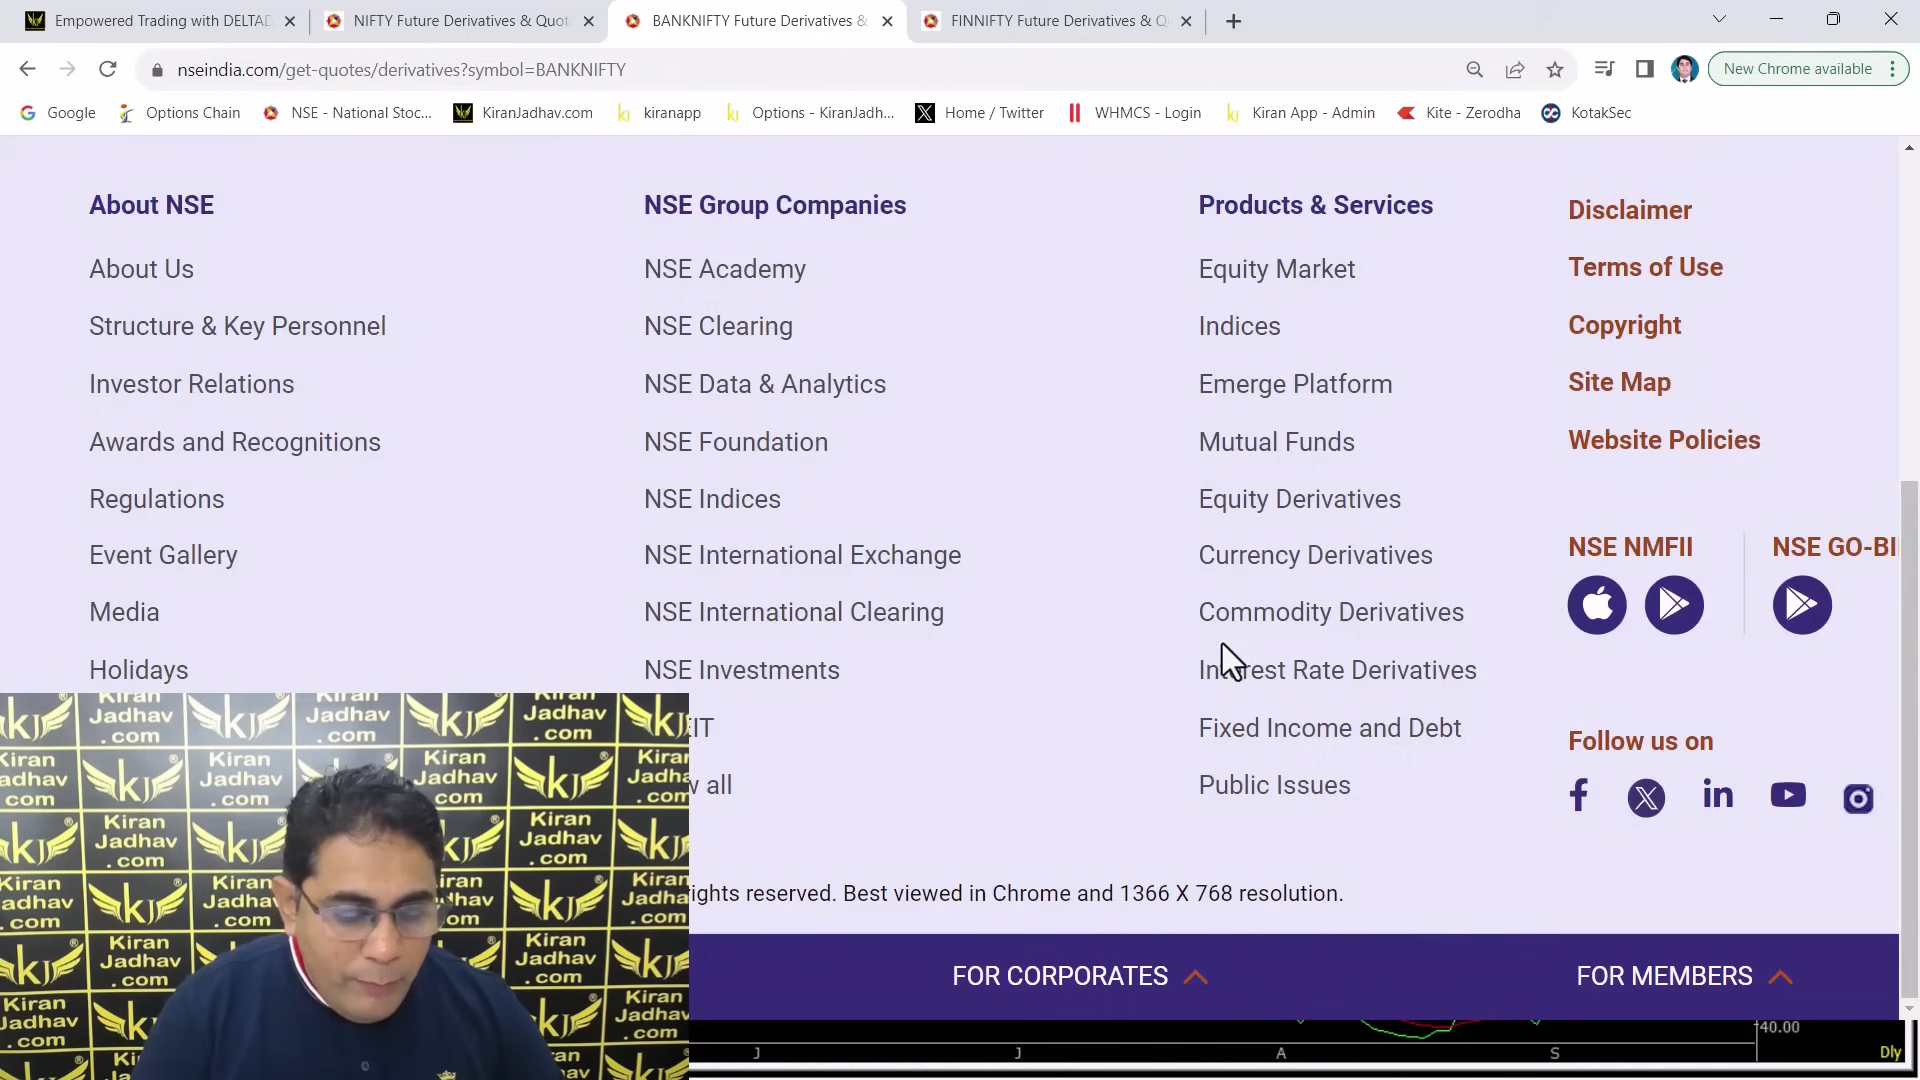 Empowered Trading with DELTA
NIFTY Future Derivatives & Quot
BANKNIFTY Future Derivatives &
FINNIFTY Future Derivatives & Q
nseindia.com/get-quotes/derivatives?symbol=BANKNIFTY
New Chrome available
Google
Options Chain
NSE - National Stoc...
KiranJadhav.com
kiranapp
Options - KiranJadh...
Home / Twitter
WHMCS - Login
Kiran App - Admin
Kite - Zerodha
KotakSec
About NSE
About Us
Structure & Key Personnel
Investor Relations
Awards and Recognitions
Regulations
Event Gallery
Media
Holidays
NSE Group Companies
NSE Academy
NSE Clearing
NSE Data & Analytics
NSE Foundation
NSE Indices
NSE International Exchange
NSE International Clearing
NSE Investments
IT
all
Products & Services
Equity Market
Indices
Emerge Platform
Mutual Funds
Equity Derivatives
Currency Derivatives
Commodity Derivatives
Interest Rate Derivatives
Fixed Income and Debt
Public Issues
Disclaimer
Terms of Use
Copyright
Site Map
Website Policies
NSE NMFII
NSE GO-BI
Follow us on
ights reserved. Best viewed in Chrome and 1366 X 768 resolution.
FOR CORPORATES
FOR MEMBERS
40.00
J
J
A
S
Dly
Kiran
Jadhav
.com